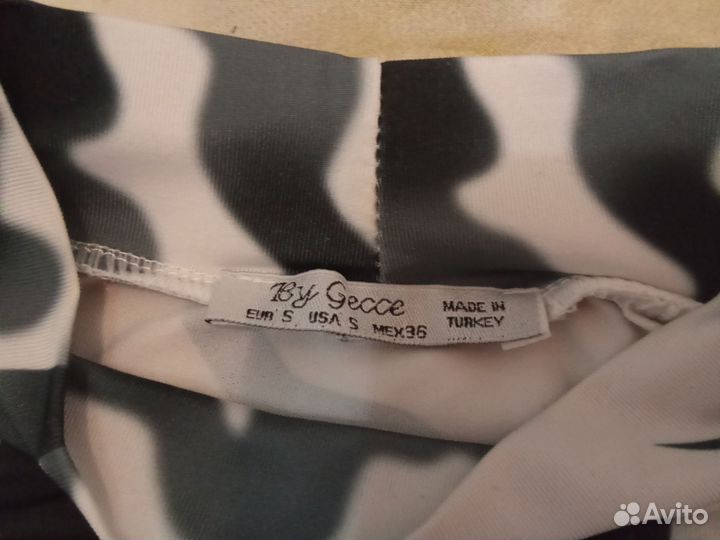 By Gecce
EUR S USA S MEX36
MADE IN
TURKEY
Avito